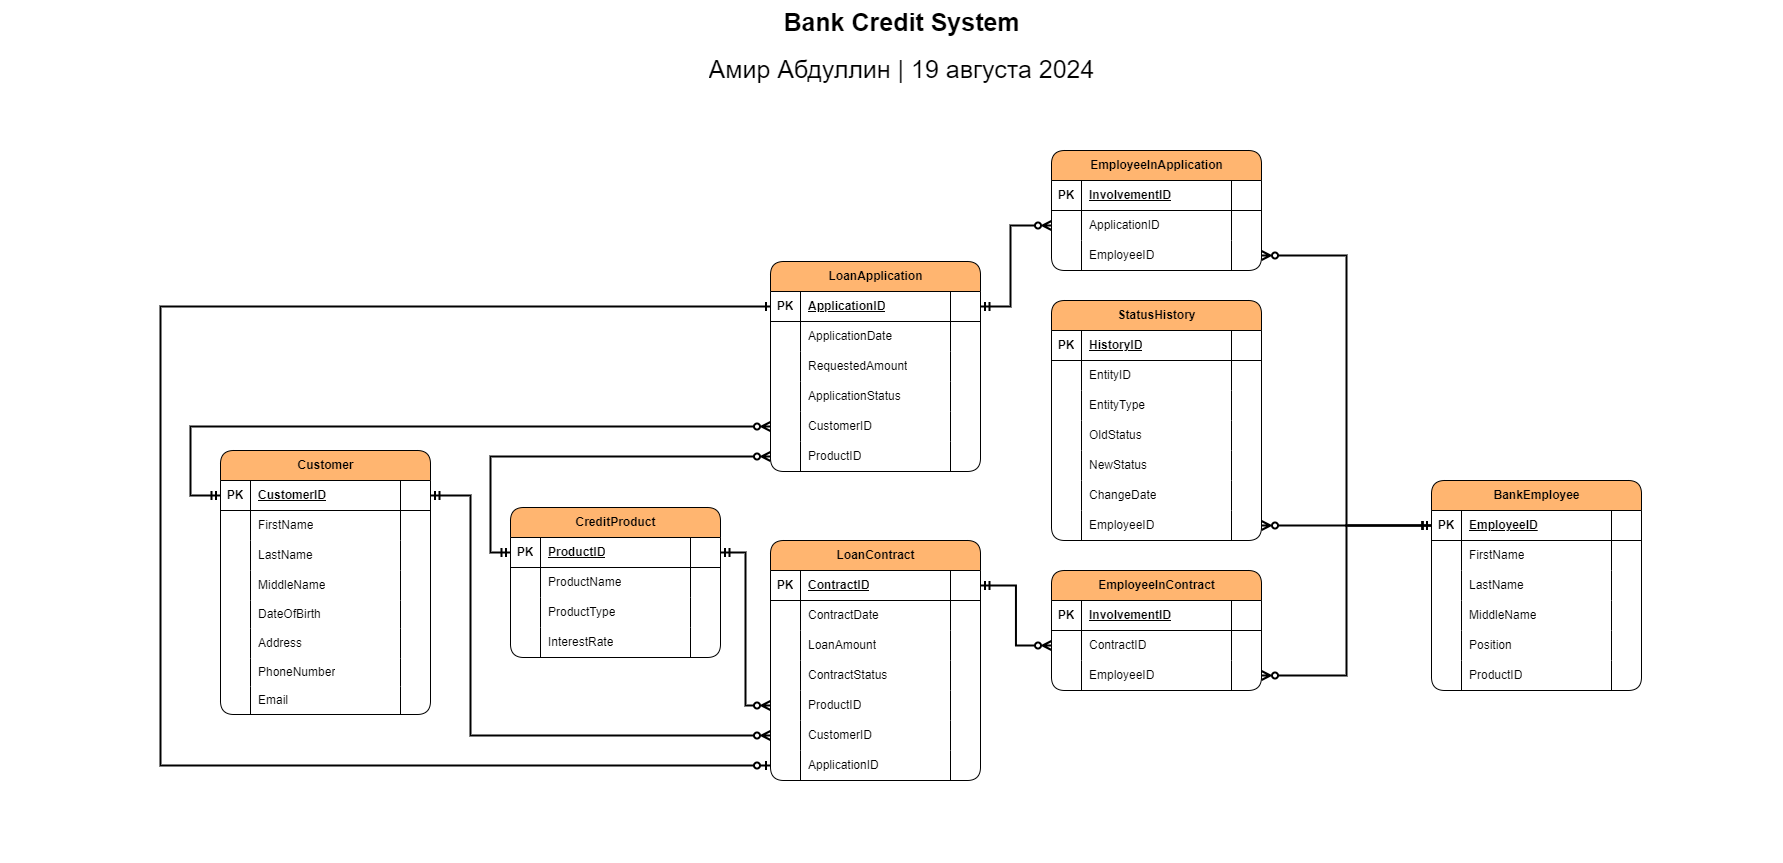 Bank Credit System
Амир Абдуллин | 19 августа 2024
EmployeeInApplication
PK InvolvementID
ApplicationID
EmployeeID
LoanApplication
PK ApplicationID
ApplicationDate
RequestedAmount
ApplicationStatus
CustomerID
ProductID
StatusHistory
PK HistoryID
EntityID
EntityType
OldStatus
NewStatus
ChangeDate
EmployeeID
Customer
PK CustomerID
FirstName
LastName
MiddleName
DateOfBirth
Address
PhoneNumber
Email
CreditProduct
PK ProductID
ProductName
ProductType
InterestRate
LoanContract
PK ContractID
ContractDate
LoanAmount
ContractStatus
ProductID
CustomerID
ApplicationID
EmployeeInContract
PK InvolvementID
ContractID
EmployeeID
BankEmployee
PK EmployeeID
FirstName
LastName
MiddleName
Position
ProductID